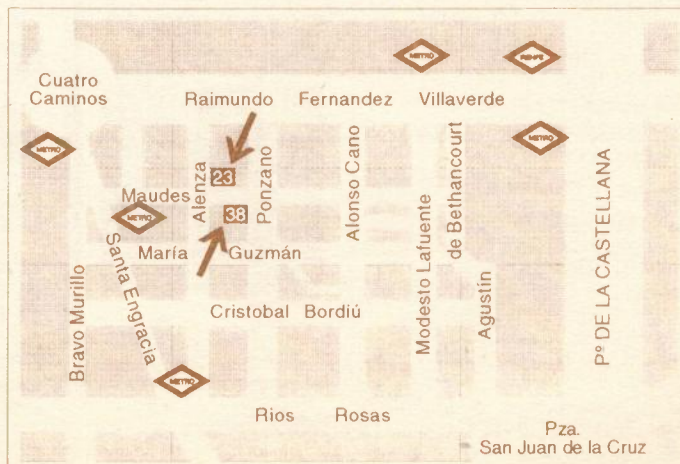 METRO
RENFE
Cuatro
Caminos
Raimundo Fernandez Villaverde
METRO
METRO
23
Maudes
Alenza
Ponzano
Alonso Cano
Modesto Lafuente
de Bethancourt
Agustín
Pº DE LA CASTELLANA
METRO
38
María Guzmán
Santa Engracia
Bravo Murillo
Cristobal Bordiú
METRO
Rios Rosas
Pza.
San Juan de la Cruz